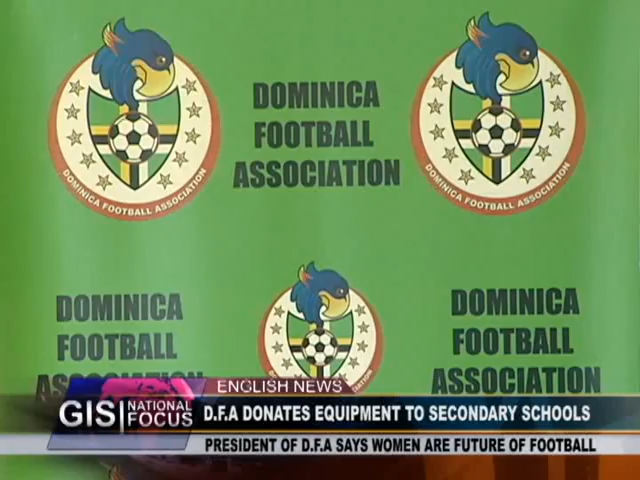 DOMINICA FOOTBALL ASSOCIATION
DOMINICA
FOOTBALL
ASSOCIATION
DOMINICA FOOTBALL ASSOCIATION
DOMINICA
FOOTBALL
ASSOCIATION
DOMINICA
FOOTBALL
ASSOCIATION
ENGLISH NEWS
GIS NATIONAL
FOCUS
D.F.A DONATES EQUIPMENT TO SECONDARY SCHOOLS
PRESIDENT OF D.F.A SAYS WOMEN ARE FUTURE OF FOOTBALL